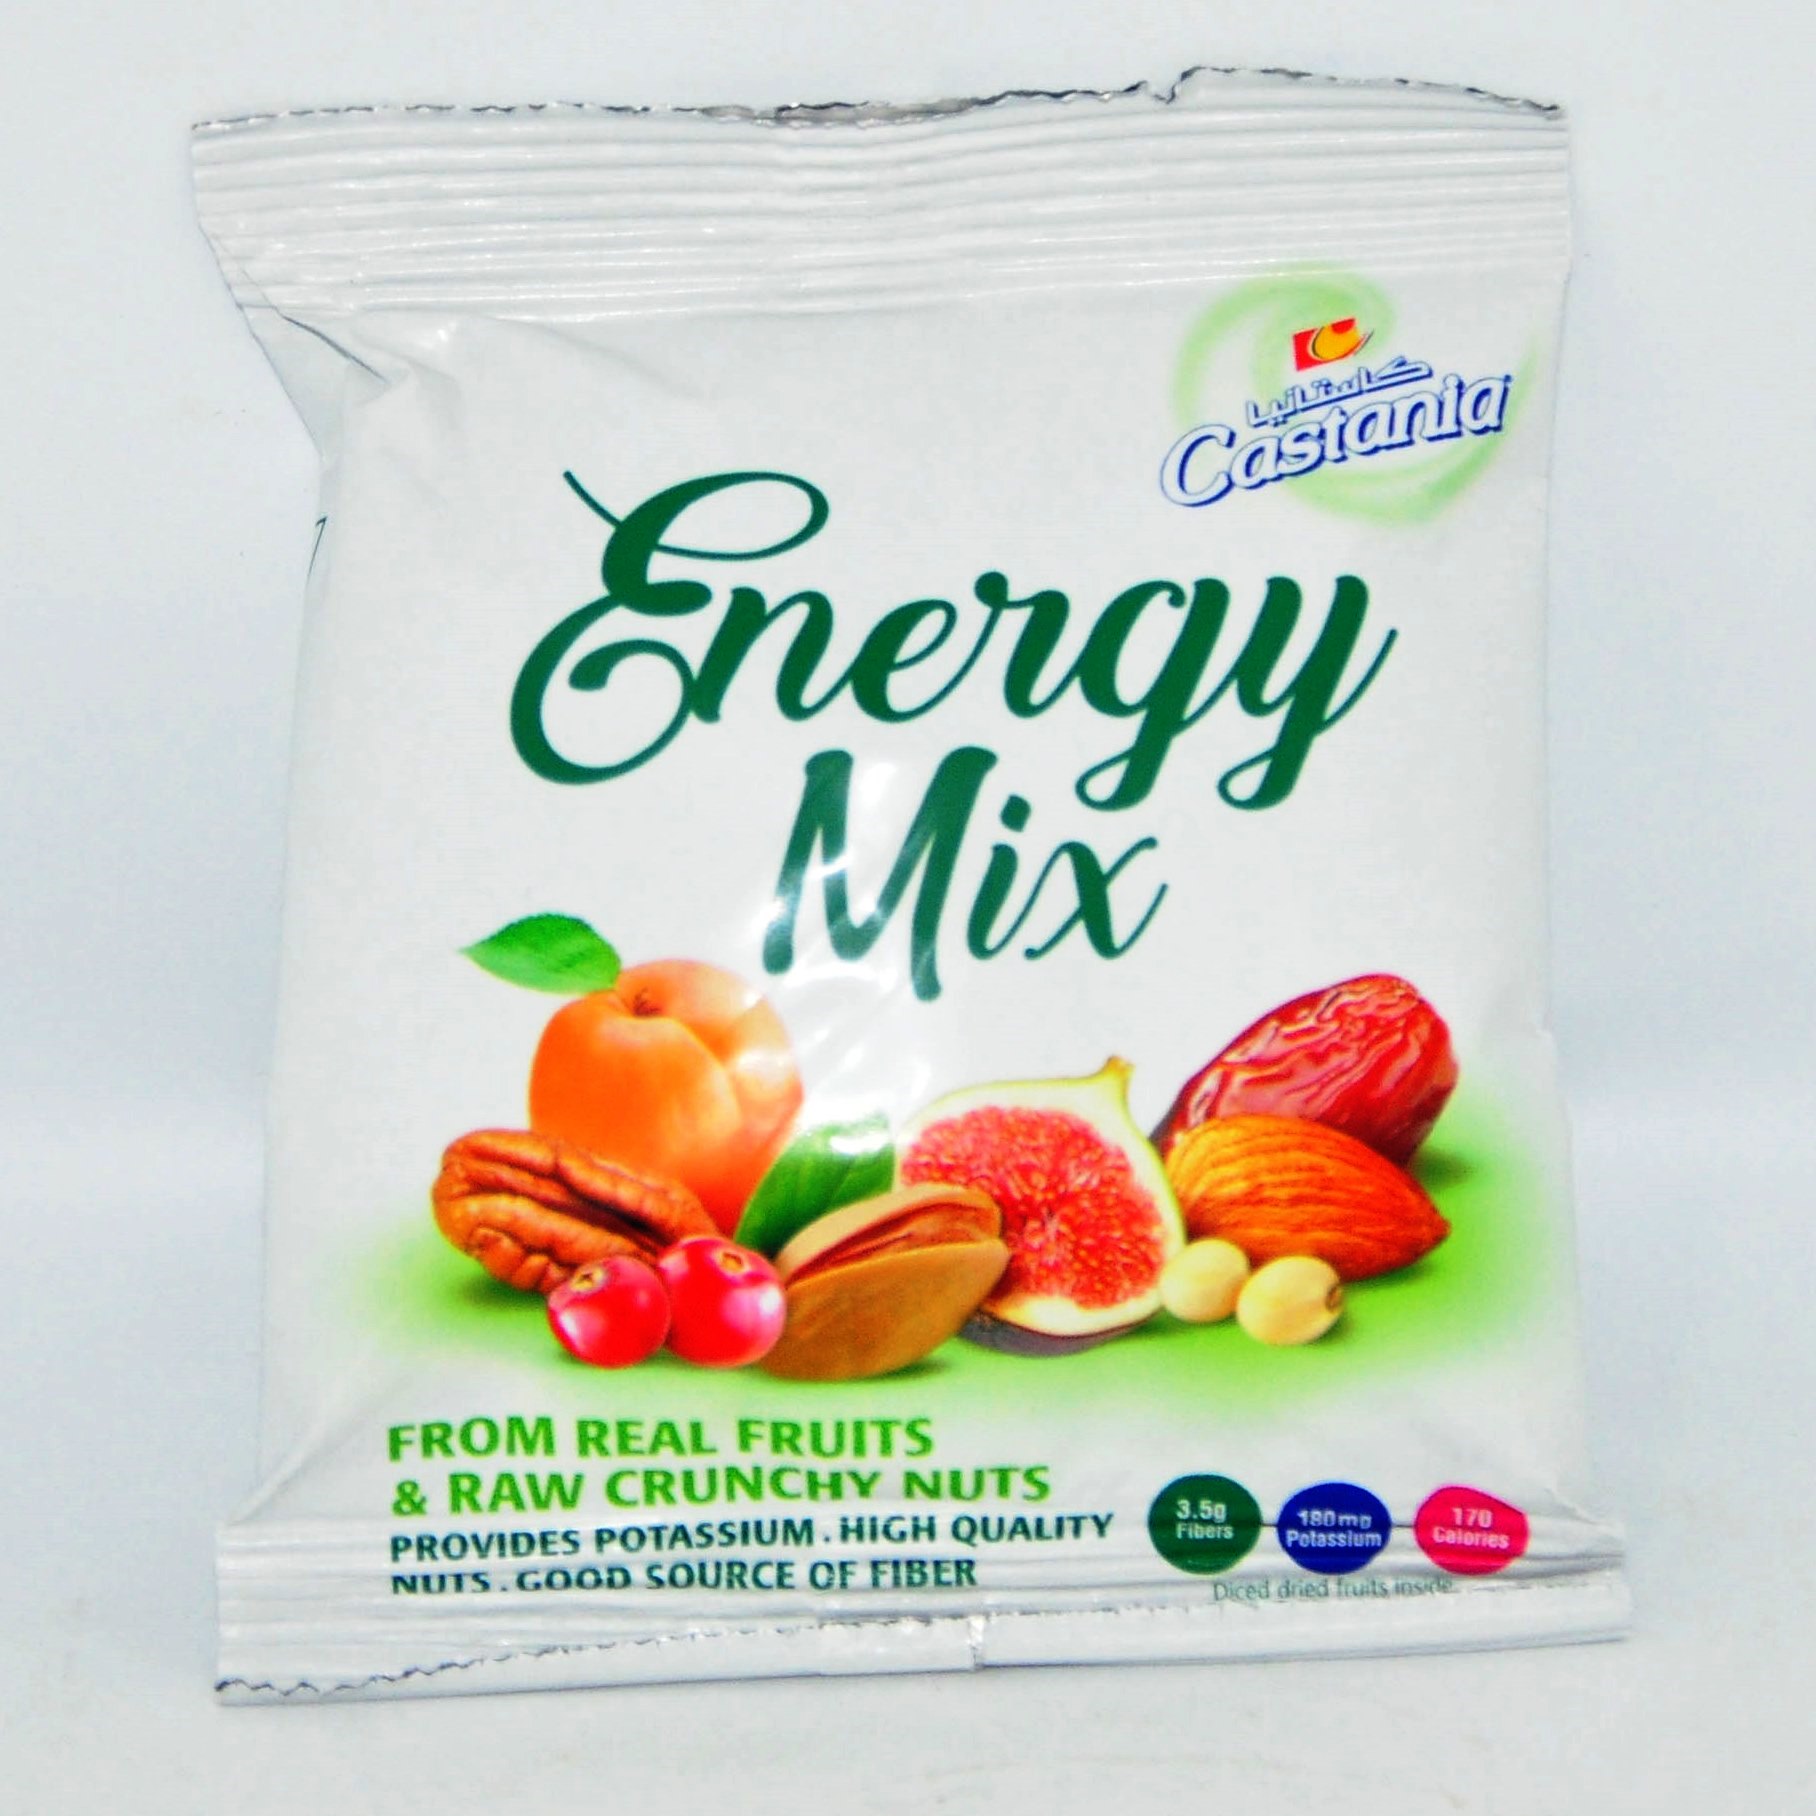 كاستانيا
Castania
Energy
Mix
FROM REAL FRUITS
& RAW CRUNCHY NUTS
PROVIDES POTASSIUM . HIGH QUALITY
NUTS . GOOD SOURCE OF FIBER
3.5g
Fibers
180mg
Potassium
170
Calories
Diced dried fruits inside